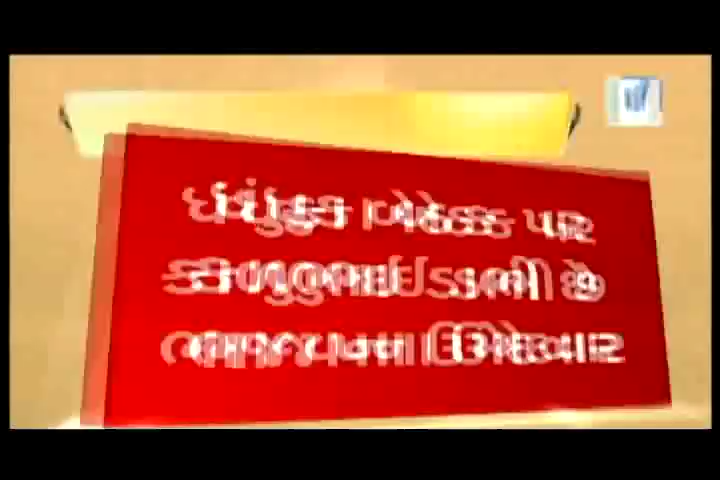 ધંધુકા બેઠક પર
કાળુભાઇ ડાભી છે
ભાજપના ઉમેદવાર